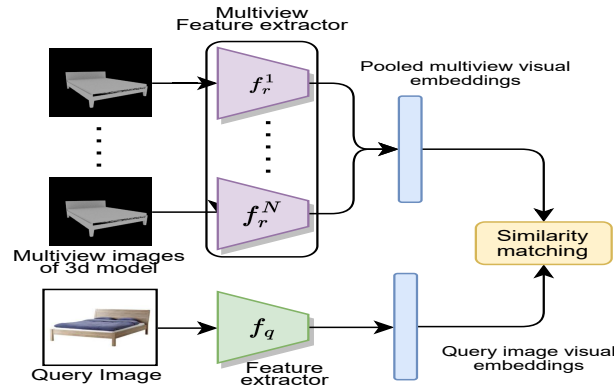 Multiview
Feature extractor
f_r^1
Pooled multiview visual
embeddings
f_r^N
Multiview images
of 3d model
Similarity
matching
f_q
Query Image
Feature
extractor
Query image visual
embeddings